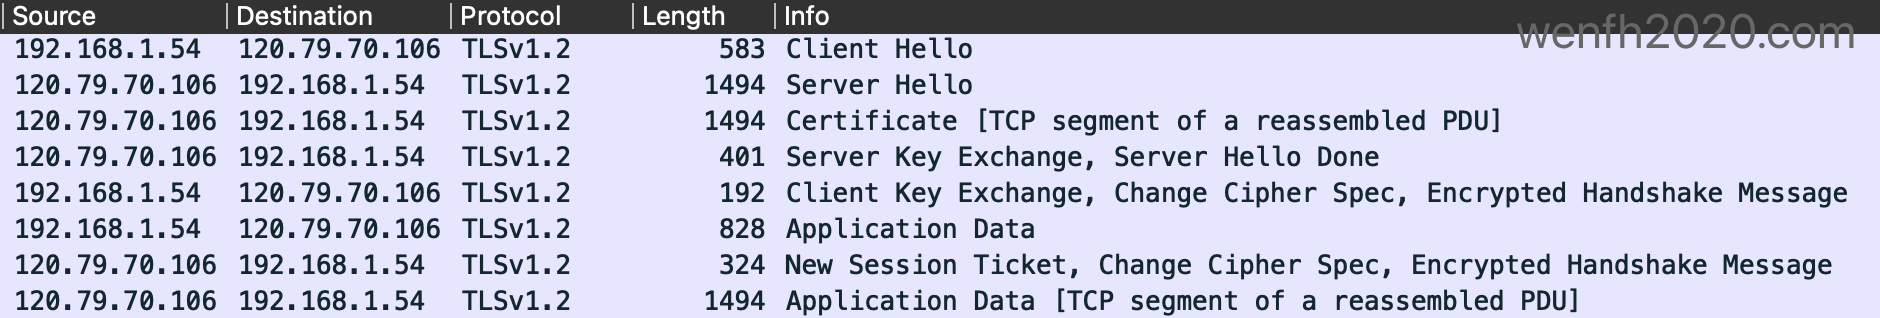 Source Destination Protocol Length Info
wenfh2020.com
192.168.1.54 120.79.70.106 TLSv1.2 583 Client Hello
120.79.70.106 192.168.1.54 TLSv1.2 1494 Server Hello
120.79.70.106 192.168.1.54 TLSv1.2 1494 Certificate [TCP segment of a reassembled PDU]
120.79.70.106 192.168.1.54 TLSv1.2 401 Server Key Exchange, Server Hello Done
192.168.1.54 120.79.70.106 TLSv1.2 192 Client Key Exchange, Change Cipher Spec, Encrypted Handshake Message
192.168.1.54 120.79.70.106 TLSv1.2 828 Application Data
120.79.70.106 192.168.1.54 TLSv1.2 324 New Session Ticket, Change Cipher Spec, Encrypted Handshake Message
120.79.70.106 192.168.1.54 TLSv1.2 1494 Application Data [TCP segment of a reassembled PDU]